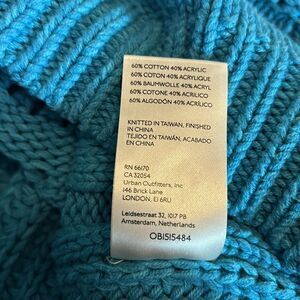 60% COTTON 40% ACRYLIC
60% COTON 40% ACRYLIQUE
60% BAUMWOLLE 40% ACRYL
60% COTONE 40% ACRILICO
60% ALGODÓN 40% ACRÍLICO
KNITTED IN TAIWAN, FINISHED
IN CHINA
TEJIDO EN TAIWÁN, ACABADO
EN CHINA
RN 66170
CA 32054
Urban Outfitters, Inc
146 Brick Lane
LONDON, E1 6RU
Leidsestraat 32, 1017 PB
Amsterdam, Netherlands
OB1515484